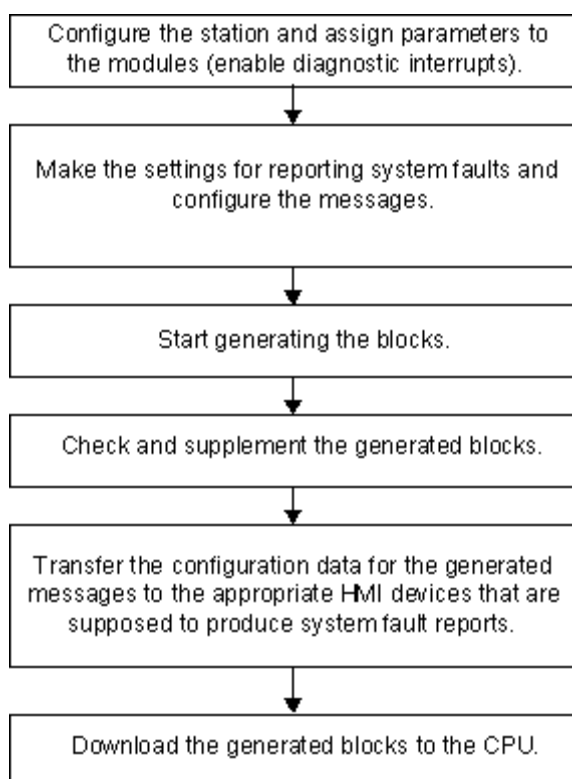 Configure the station and assign parameters to
the modules (enable diagnostic interrupts).
Make the settings for reporting system faults and
configure the messages.
Start generating the blocks.
Check and supplement the generated blocks.
Transfer the configuration data for the generated
messages to the appropriate HMI devices that are
supposed to produce system fault reports.
Download the generated blocks to the CPU.